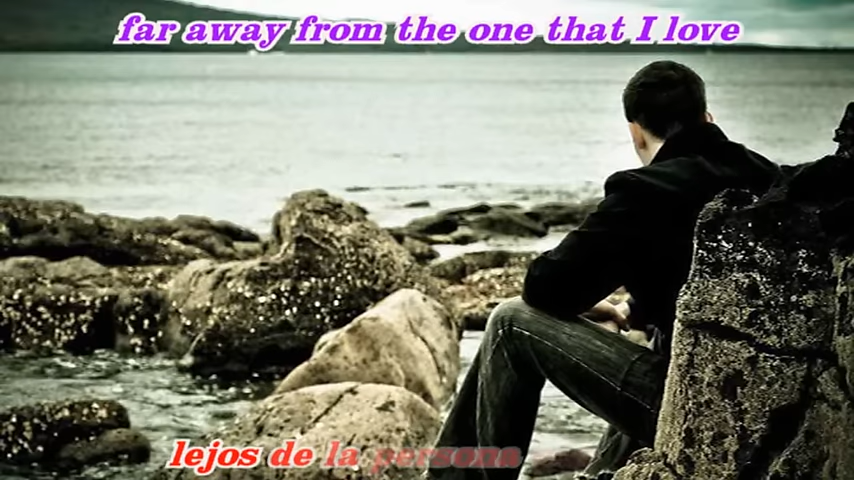 far away from the one that I love
lejos de la persona